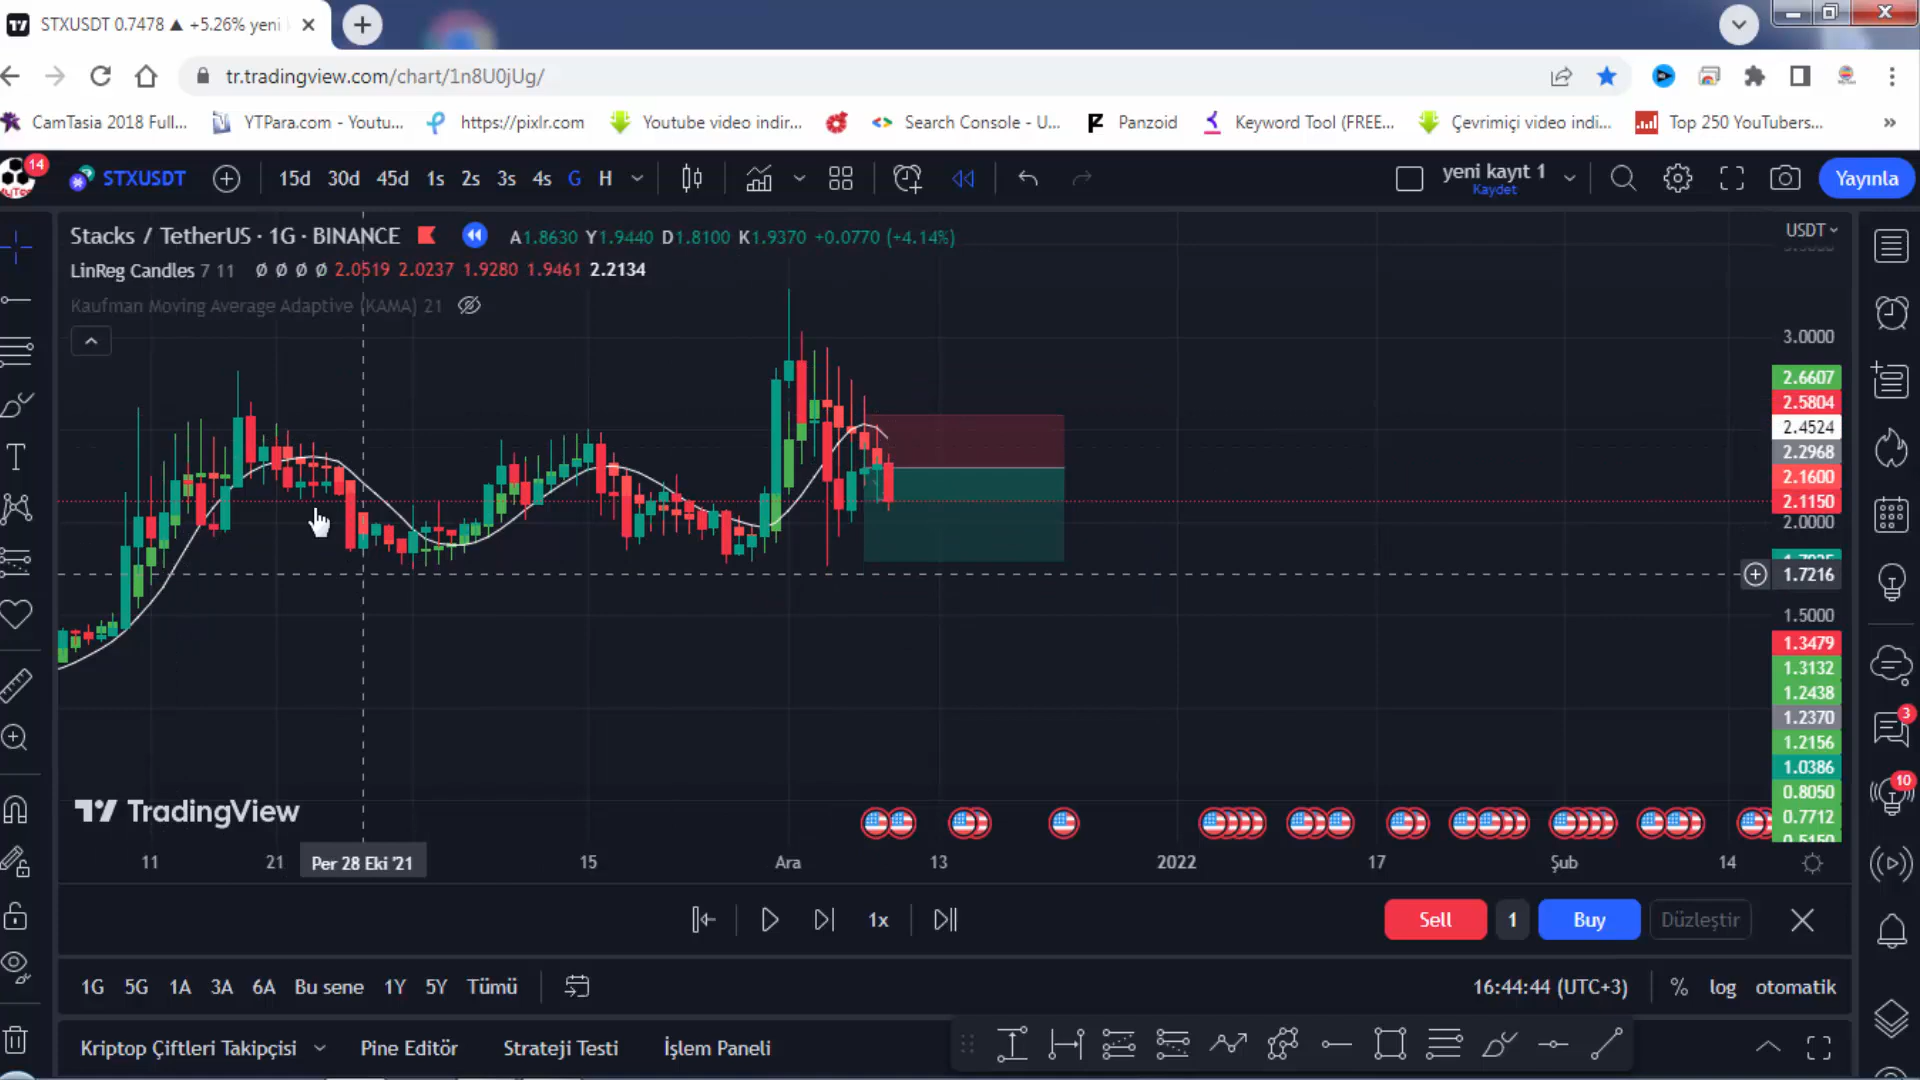 STXUSDT 0.7478 ▲ +5.26% yeni
tr.tradingview.com/chart/1n8U0jUg/
CamTasia 2018 Full... YTPara.com - Youtu... https://pixlr.com Youtube video indir... Search Console - U... Panzoid Keyword Tool (FREE... Çevrimiçi video indi... Top 250 YouTubers... »
14
STXUSDT 15d 30d 45d 1s 2s 3s 4s G H yeni kayıt 1 Yayınla
Kaydet
Stacks / TetherUS · 1G · BINANCE A1.8630 Y1.9440 D1.8100 K1.9370 +0.0770 (+4.14%) USDT
LinReg Candles 7 11 Ø Ø Ø Ø 2.0519 2.0237 1.9280 1.9461 2.2134
Kaufman Moving Average Adaptive (KAMA) 21
3.0000
2.6607
2.5804
2.4524
2.2968
2.1600
2.1150
2.0000
1.7216
1.5000
1.3479
1.3132
1.2438
1.2370
3
1.2156
1.0386
10
0.8050
0.7712
TradingView
11 21 Per 28 Eki '21 15 Ara 13 2022 17 Şub 14
1x Sell 1 Buy Düzleştir
1G 5G 1A 3A 6A Bu sene 1Y 5Y Tümü 16:44:44 (UTC+3) % log otomatik
Kriptop Çiftleri Takipçisi Pine Editör Strateji Testi İşlem Paneli